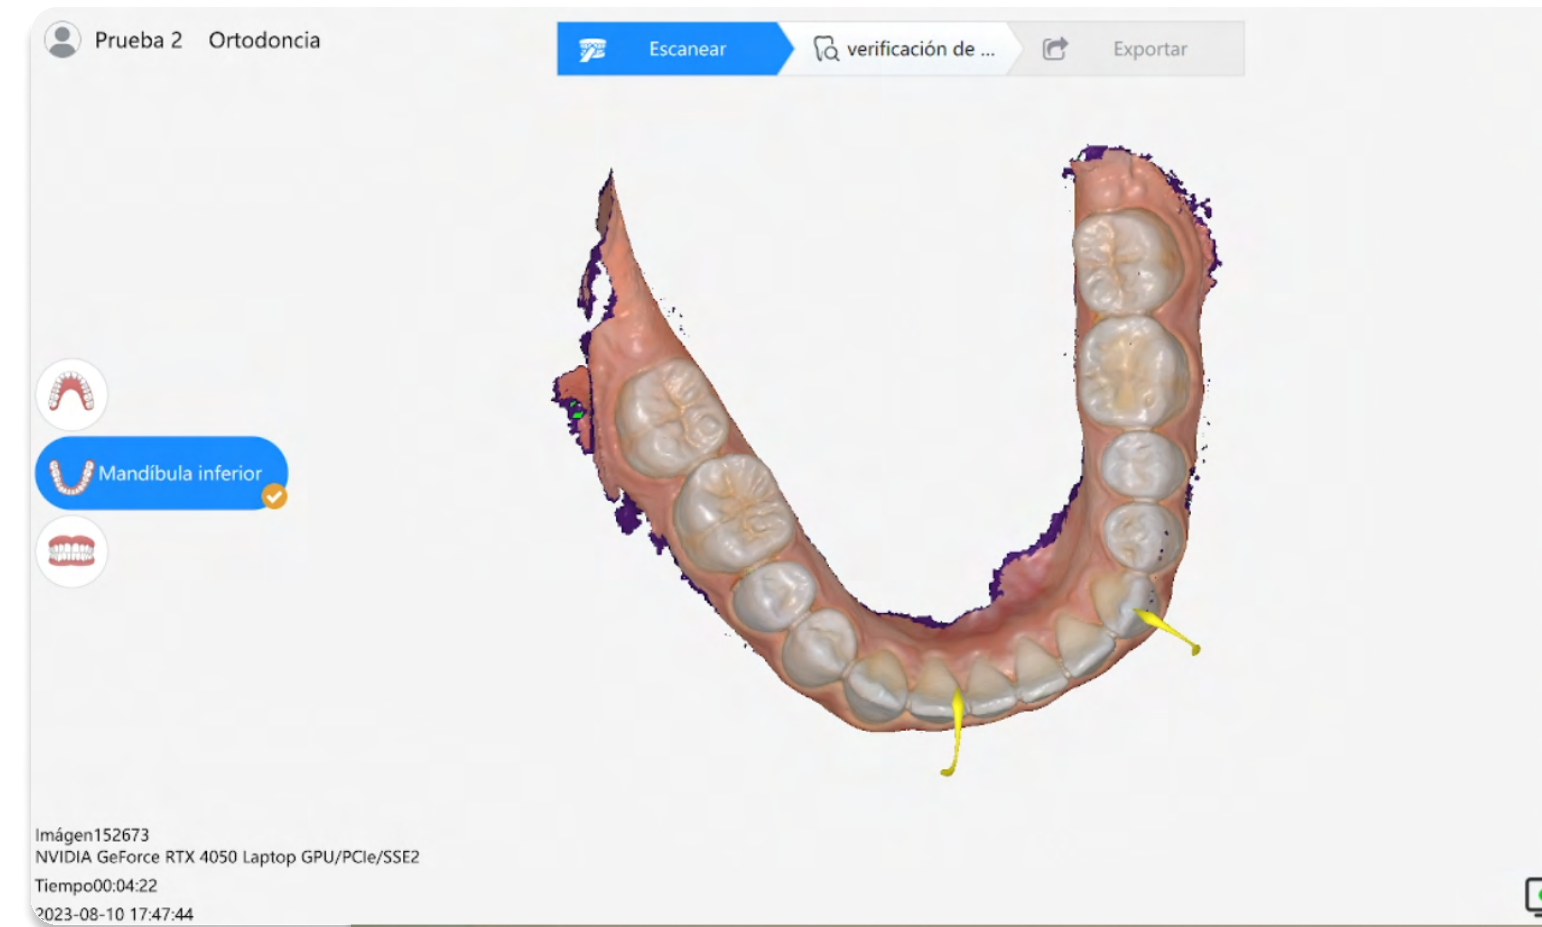 Prueba 2 Ortodoncia
Escanear
verificación de ...
Exportar
Mandíbula inferior
Imágen152673
NVIDIA GeForce RTX 4050 Laptop GPU/PCIe/SSE2
Tiempo00:04:22
2023-08-10 17:47:44